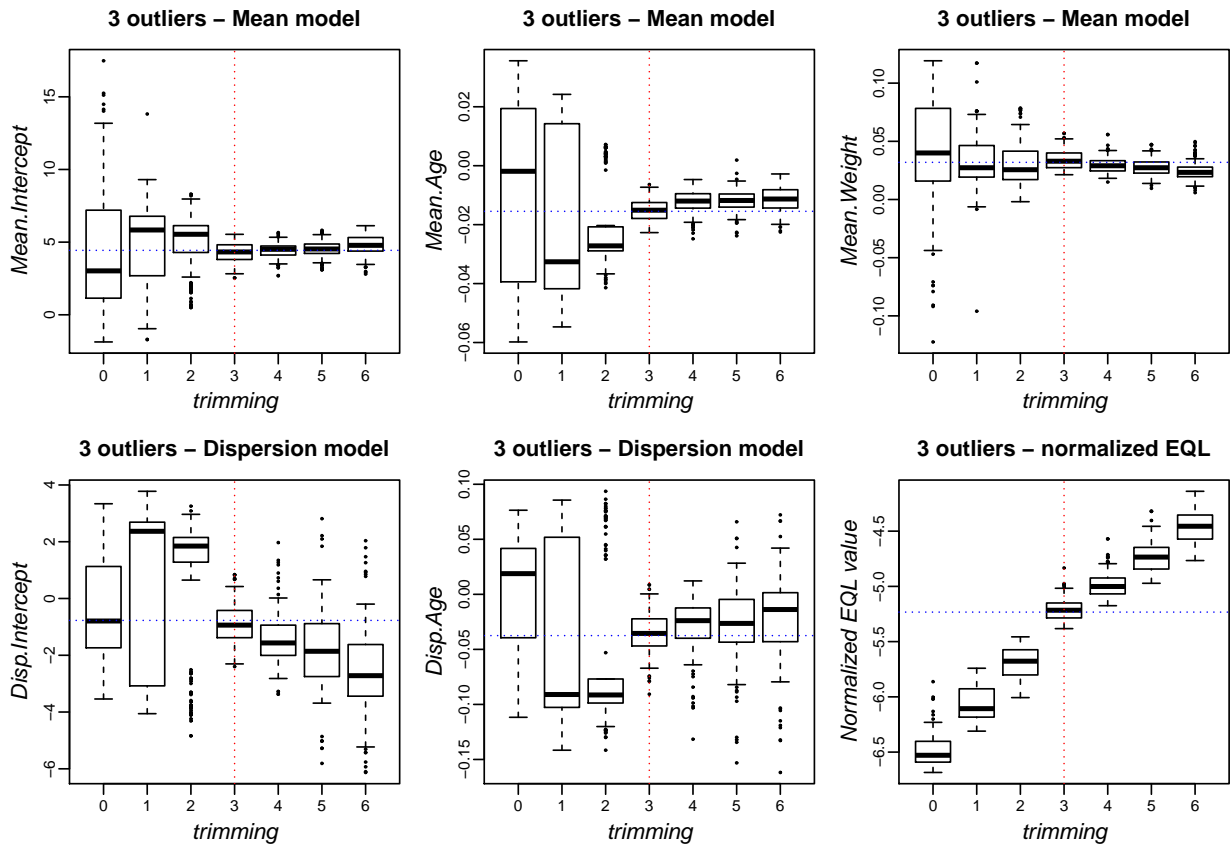 3 outliers – Mean model
Mean.Intercept
0 5 10 15
0 1 2 3 4 5 6
trimming
3 outliers – Mean model
Mean.Age
−0.06 −0.04 −0.02 0.00 0.02
0 1 2 3 4 5 6
trimming
3 outliers – Mean model
Mean.Weight
−0.10 −0.05 0.00 0.05 0.10
0 1 2 3 4 5 6
trimming
3 outliers – Dispersion model
Disp.Intercept
−6 −4 −2 0 2 4
0 1 2 3 4 5 6
trimming
3 outliers – Dispersion model
Disp.Age
−0.15 −0.10 −0.05 0.00 0.05 0.10
0 1 2 3 4 5 6
trimming
3 outliers – normalized EQL
Normalized EQL value
−6.5 −6.0 −5.5 −5.0 −4.5
0 1 2 3 4 5 6
trimming